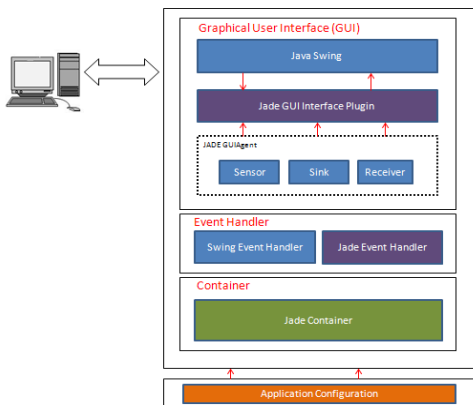 Graphical User Interface (GUI)
Java Swing
Jade GUI Interface Plugin
JADE GUIAgent
Sensor
Sink
Receiver
Event Handler
Swing Event Handler
Jade Event Handler
Container
Jade Container
Application Configuration